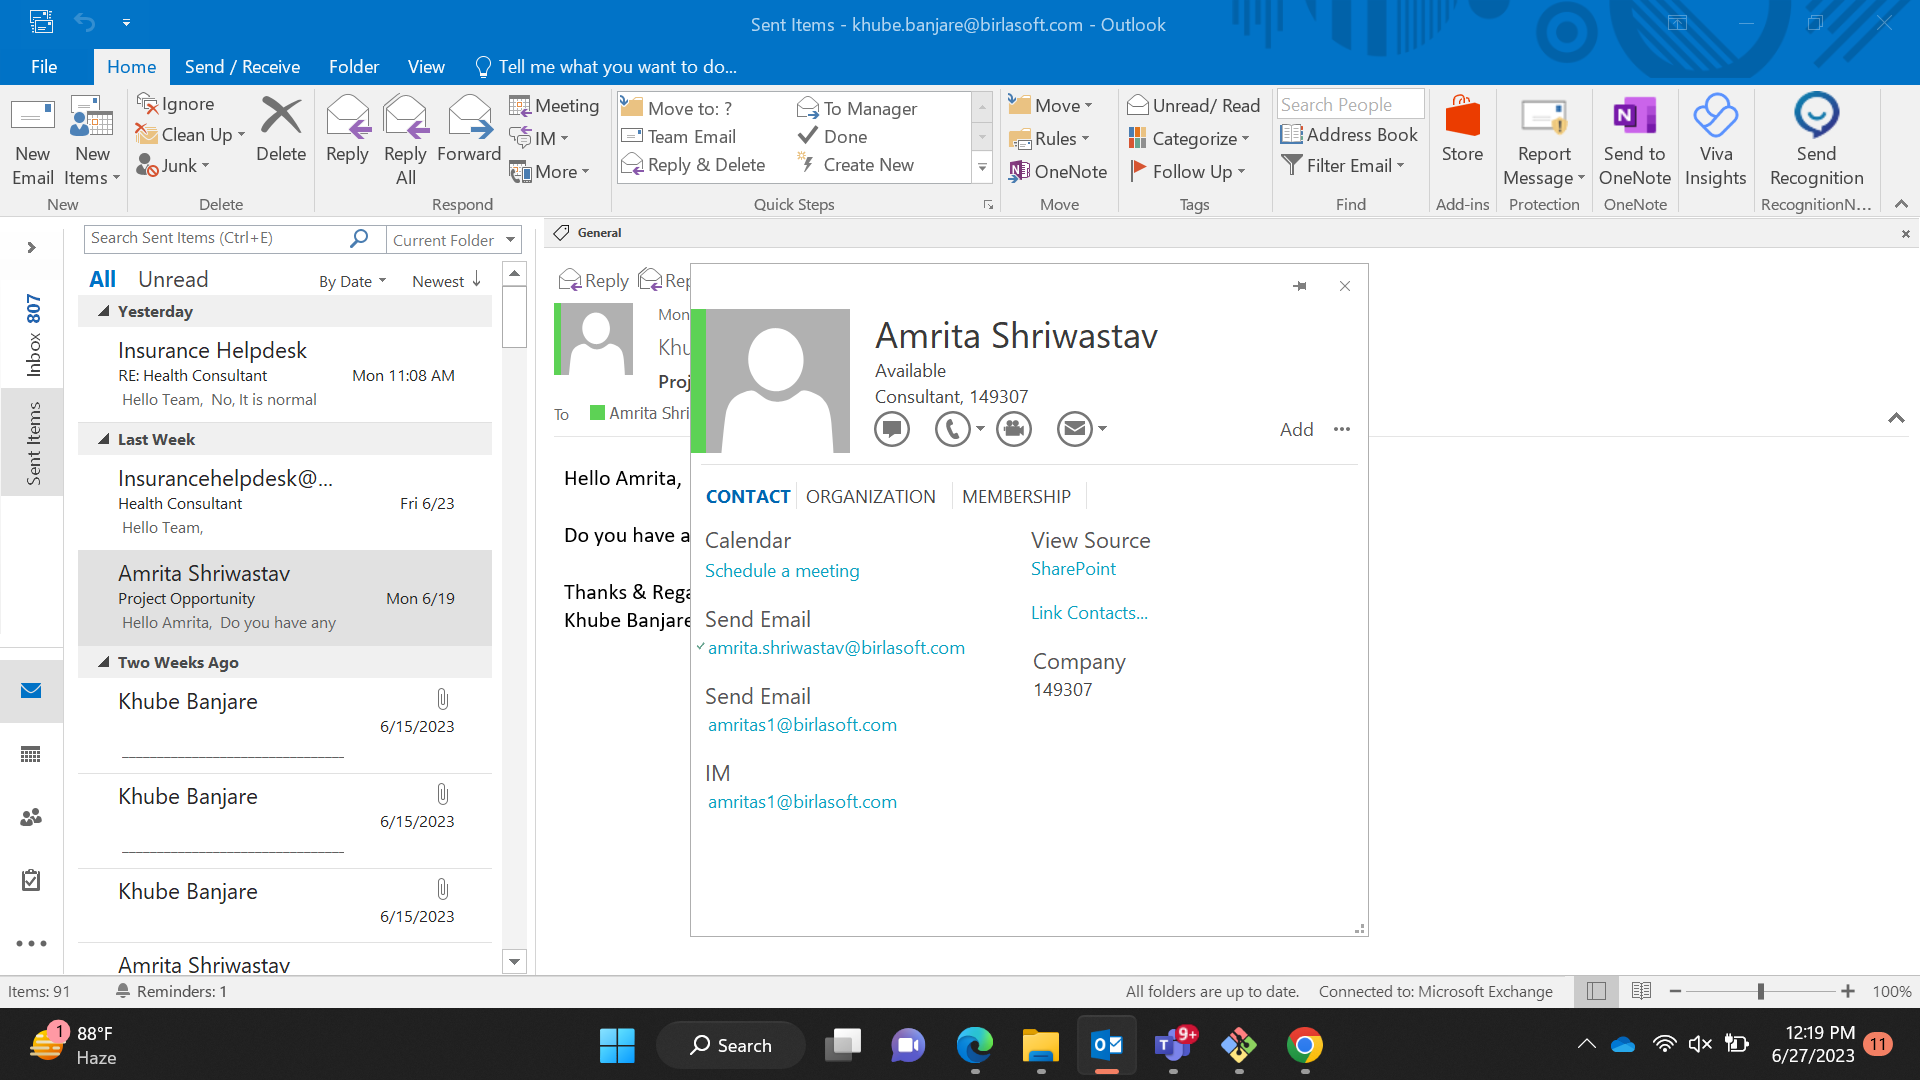 Sent Items - khube.banjare@birlasoft.com - Outlook
File Home Send / Receive Folder View Tell me what you want to do...
New Email
New Items
New
Ignore
Clean Up
Junk
Delete
Delete
Reply
Reply All
Forward
Meeting
IM
More
Respond
Move to: ?
Team Email
Reply & Delete
To Manager
Done
Create New
Quick Steps
Move
Rules
OneNote
Move
Unread/ Read
Categorize
Follow Up
Tags
Search People
Address Book
Filter Email
Find
Store
Add-ins
Report Message
Protection
Send to OneNote
OneNote
Viva Insights
Send Recognition
RecognitionN...
Inbox 807
Sent Items
Search Sent Items (Ctrl+E) Current Folder
All Unread By Date Newest
Yesterday
Insurance Helpdesk
RE: Health Consultant Mon 11:08 AM
Hello Team, No, It is normal
Last Week
Insurancehelpdesk@...
Health Consultant Fri 6/23
Hello Team,
Amrita Shriwastav
Project Opportunity Mon 6/19
Hello Amrita, Do you have any
Two Weeks Ago
Khube Banjare
6/15/2023
Khube Banjare
6/15/2023
Khube Banjare
6/15/2023
Amrita Shriwastav
General
Reply Rep
Mon
Khu
Proj
To Amrita Shri
Hello Amrita,
Do you have a
Thanks & Rega
Khube Banjare
Amrita Shriwastav
Available
Consultant, 149307
Add
CONTACT ORGANIZATION MEMBERSHIP
Calendar
Schedule a meeting
Send Email
amrita.shriwastav@birlasoft.com
Send Email
amritas1@birlasoft.com
IM
amritas1@birlasoft.com
View Source
SharePoint
Link Contacts...
Company
149307
Items: 91 Reminders: 1 All folders are up to date. Connected to: Microsoft Exchange 100%
1 88°F
Haze
Search
9+
12:19 PM
6/27/2023
11